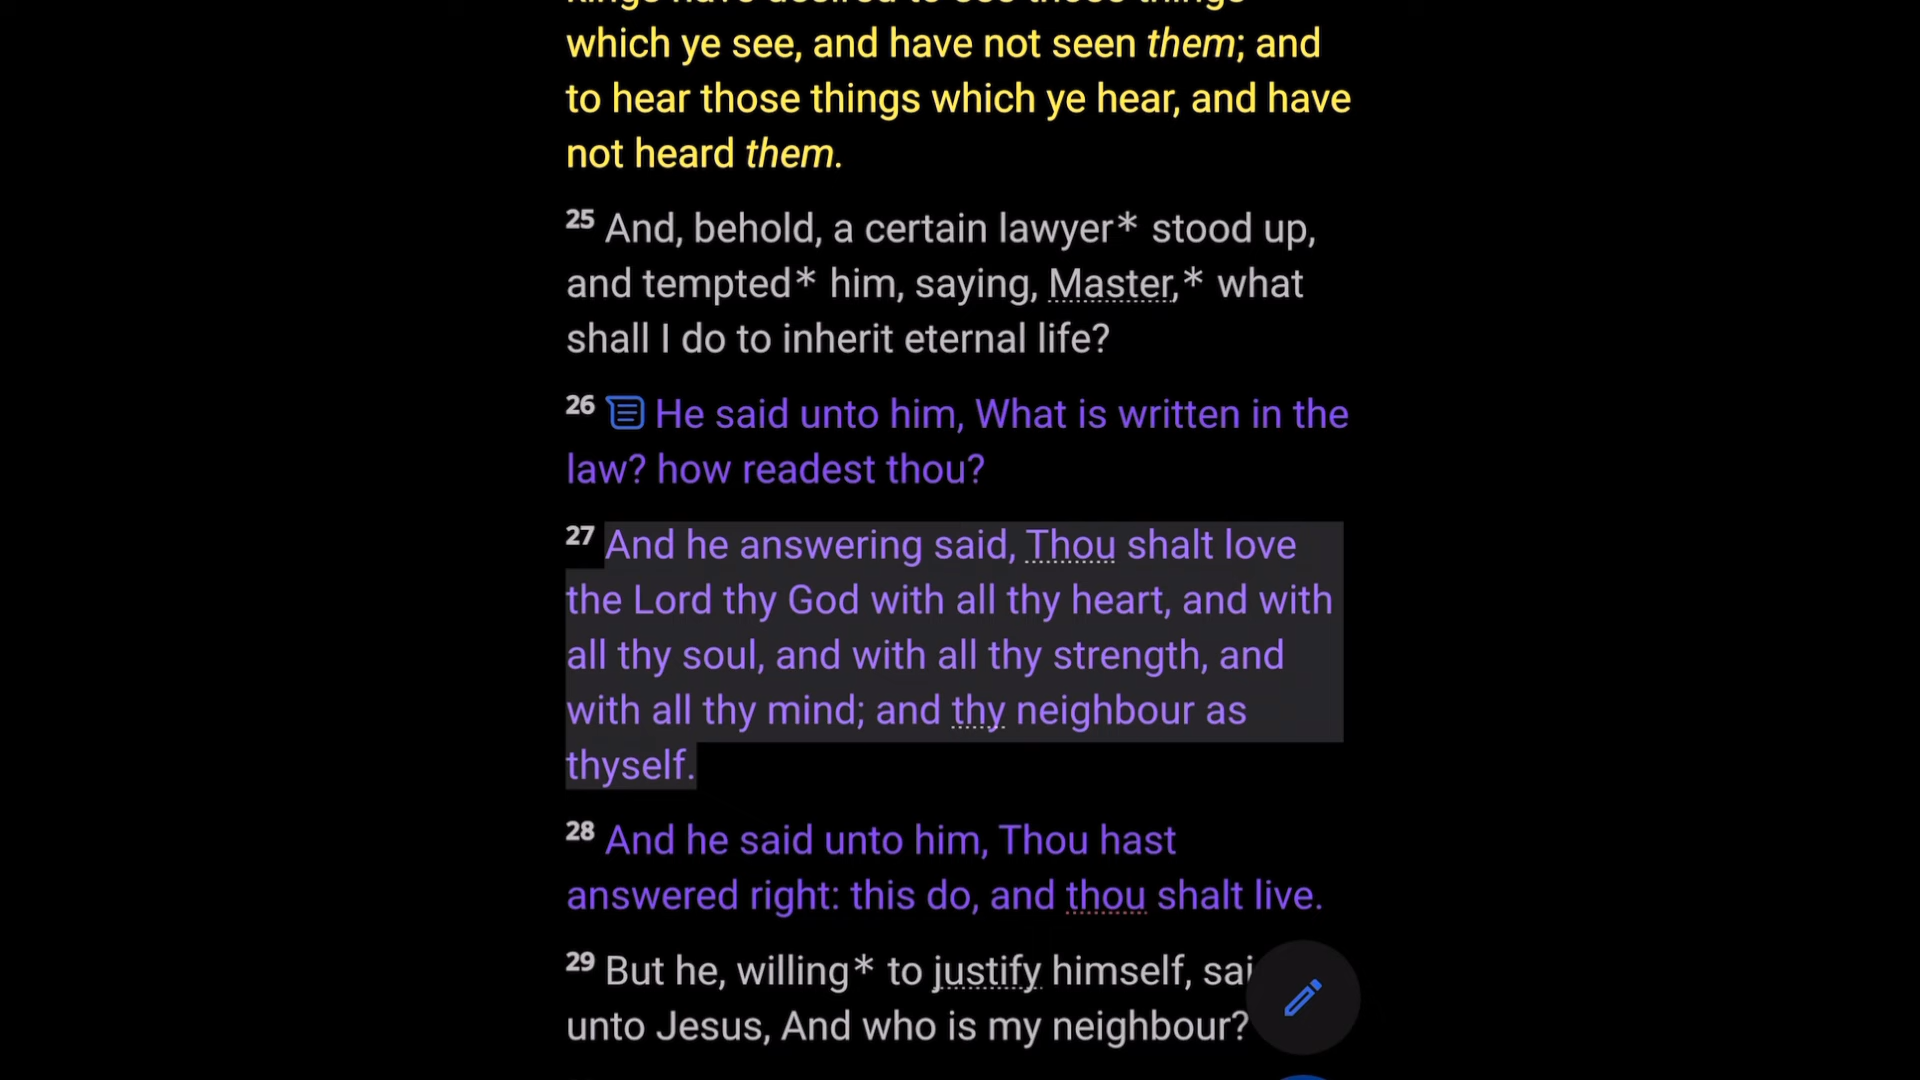 which ye see, and have not seen them; and
to hear those things which ye hear, and have
not heard them.
25 And, behold, a certain lawyer* stood up,
and tempted* him, saying, Master,* what
shall I do to inherit eternal life?
26 He said unto him, What is written in the
law? how readest thou?
27 And he answering said, Thou shalt love
the Lord thy God with all thy heart, and with
all thy soul, and with all thy strength, and
with all thy mind; and thy neighbour as
thyself.
28 And he said unto him, Thou hast
answered right: this do, and thou shalt live.
29 But he, willing* to justify himself, sai
unto Jesus, And who is my neighbour?